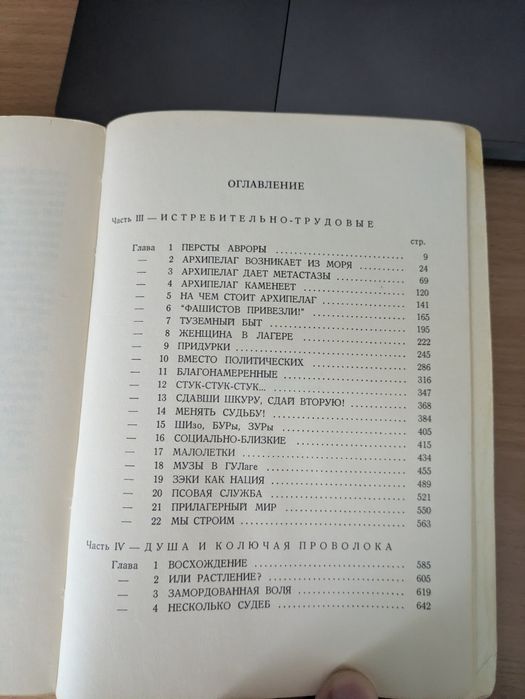 ОГЛАВЛЕНИЕ
Часть III — ИСТРЕБИТЕЛЬНО-ТРУДОВЫЕ
стр.
Глава 1 ПЕРСТЫ АВРОРЫ 9
— 2 АРХИПЕЛАГ ВОЗНИКАЕТ ИЗ МОРЯ 24
— 3 АРХИПЕЛАГ ДАЕТ МЕТАСТАЗЫ 69
— 4 АРХИПЕЛАГ КАМЕНЕЕТ 120
— 5 НА ЧЕМ СТОИТ АРХИПЕЛАГ 141
— 6 "ФАШИСТОВ ПРИВЕЗЛИ!" 165
— 7 ТУЗЕМНЫЙ БЫТ 195
— 8 ЖЕНЩИНА В ЛАГЕРЕ 222
— 9 ПРИДУРКИ 245
— 10 ВМЕСТО ПОЛИТИЧЕСКИХ 286
— 11 БЛАГОНАМЕРЕННЫЕ 316
— 12 СТУК-СТУК-СТУК... 347
— 13 СДАВШИ ШКУРУ, СДАЙ ВТОРУЮ! 368
— 14 МЕНЯТЬ СУДЬБУ! 384
— 15 ШИзо, БУРы, ЗУРы 405
— 16 СОЦИАЛЬНО-БЛИЗКИЕ 415
— 17 МАЛОЛЕТКИ 434
— 18 МУЗЫ В ГУЛаге 455
— 19 ЗЭКИ КАК НАЦИЯ 489
— 20 ПСОВАЯ СЛУЖБА 521
— 21 ПРИЛАГЕРНЫЙ МИР 550
— 22 МЫ СТРОИМ 563
Часть IV — ДУША И КОЛЮЧАЯ ПРОВОЛОКА
Глава 1 ВОСХОЖДЕНИЕ 585
— 2 ИЛИ РАСТЛЕНИЕ? 605
— 3 ЗАМОРДОВАННАЯ ВОЛЯ 619
— 4 НЕСКОЛЬКО СУДЕБ 642